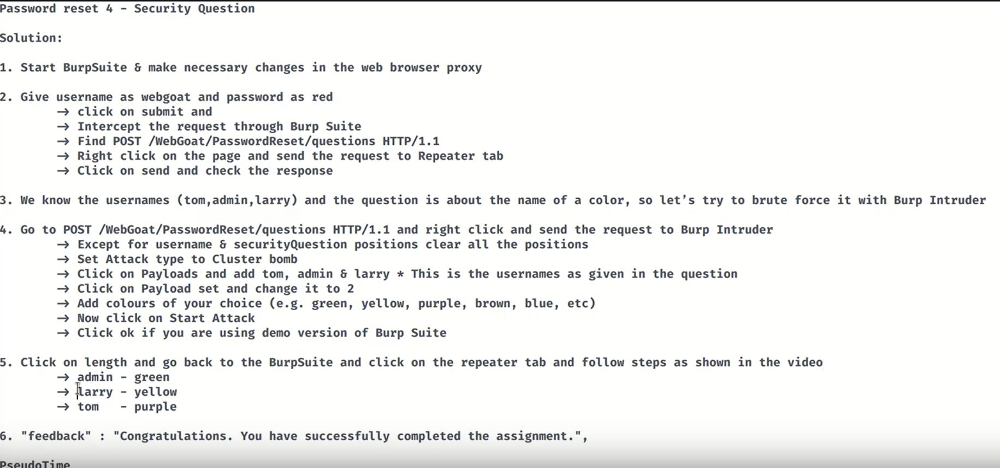 Password reset 4 - Security Question
Solution:
1. Start BurpSuite & make necessary changes in the web browser proxy
2. Give username as webgoat and password as red
→ click on submit and
→ Intercept the request through Burp Suite
→ Find POST /WebGoat/PasswordReset/questions HTTP/1.1
→ Right click on the page and send the request to Repeater tab
→ Click on send and check the response
3. We know the usernames (tom,admin,larry) and the question is about the name of a color, so let’s try to brute force it with Burp Intruder
4. Go to POST /WebGoat/PasswordReset/questions HTTP/1.1 and right click and send the request to Burp Intruder
→ Except for username & securityQuestion positions clear all the positions
→ Set Attack type to Cluster bomb
→ Click on Payloads and add tom, admin & larry * This is the usernames as given in the question
→ Click on Payload set and change it to 2
→ Add colours of your choice (e.g. green, yellow, purple, brown, blue, etc)
→ Now click on Start Attack
→ Click ok if you are using demo version of Burp Suite
5. Click on length and go back to the BurpSuite and click on the repeater tab and follow steps as shown in the video
→ admin - green
→ larry - yellow
→ tom - purple
6. "feedback" : "Congratulations. You have successfully completed the assignment.",
PseudoTime